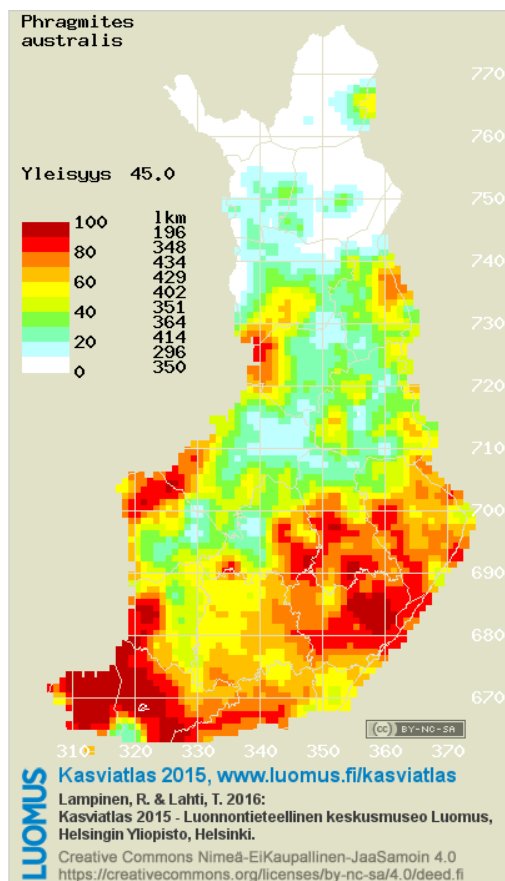 Phragmites
australis
770
760
Yleisyys 45.0
750
lkm
100 196
348
80 434
740
429
60 402
351
40 364
730
414
20 296
0 350
720
710
700
690
680
670
310 320 330 340 350 360 370
cc BY-NC-SA
LUOMUS
Kasviatlas 2015, www.luomus.fi/kasviatlas
Lampinen, R. & Lahti, T. 2016:
Kasviatlas 2015 - Luonnontieteellinen keskusmuseo Luomus,
Helsingin Yliopisto, Helsinki.
Creative Commons Nimeä-EiKaupallinen-JaaSamoin 4.0
https://creativecommons.org/licenses/by-nc-sa/4.0/deed.fi